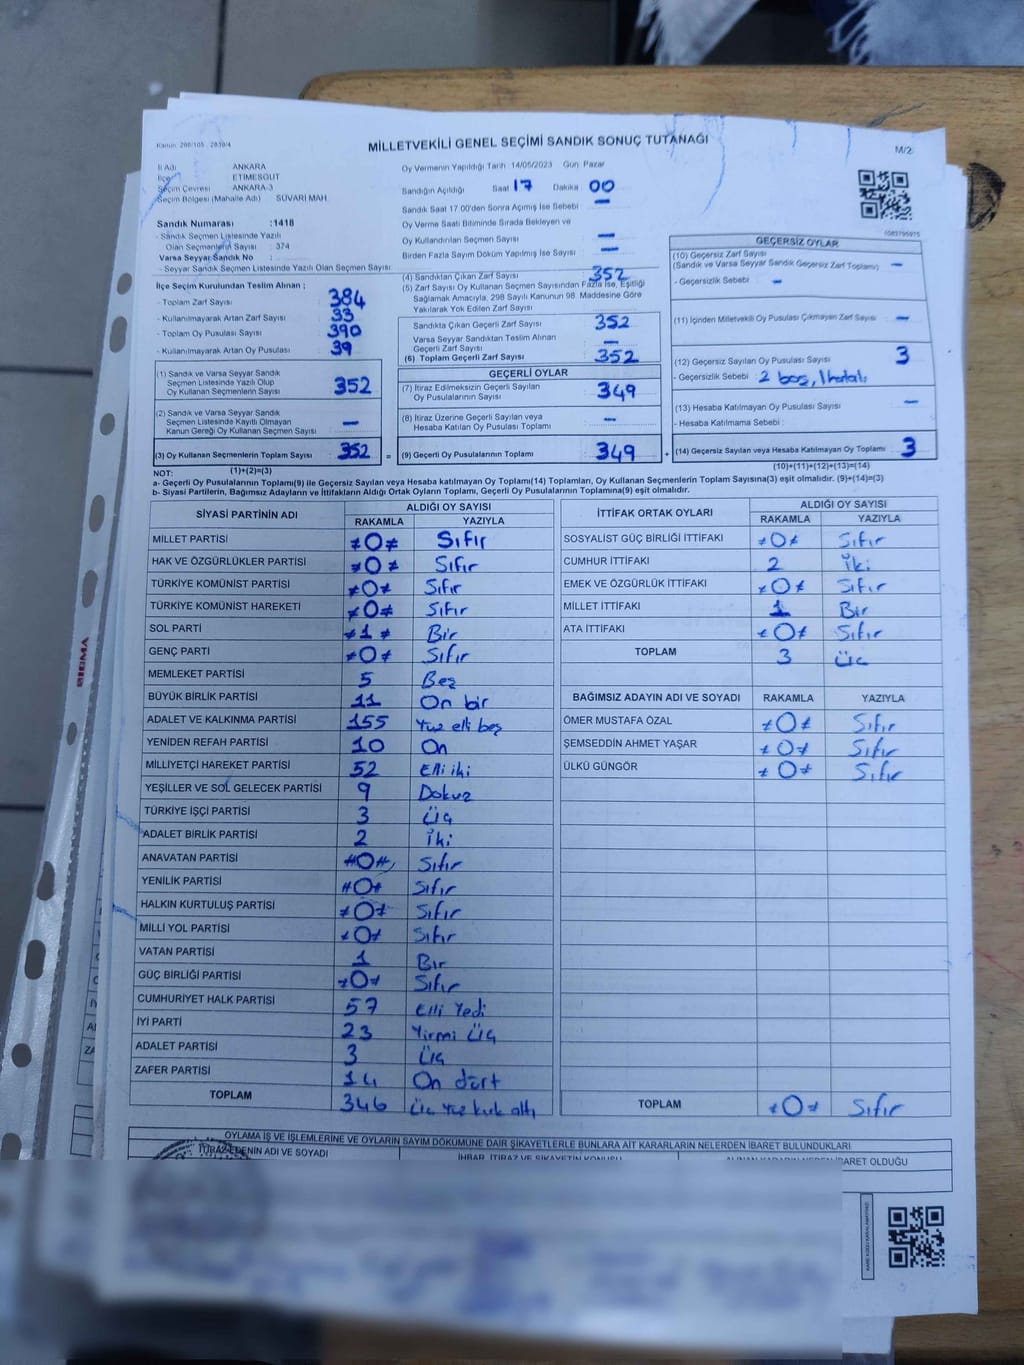 Kanun: 298/105 , 2839/4
MİLLETVEKİLİ GENEL SEÇİMİ SANDIK SONUÇ TUTANAĞI
M/2
İl Adı ANKARA
İlçe ETİMESGUT
Seçim Çevresi ANKARA-3
Seçim Bölgesi (Mahalle Adı) SÜVARİ MAH.
Sandık Numarası :1418
- Sandık Seçmen Listesinde Yazılı
Olan Seçmenlerin Sayısı : 374
Varsa Seyyar Sandık No :
- Seyyar Sandık Seçmen Listesinde Yazılı Olan Seçmen Sayısı:
İlçe Seçim Kurulundan Teslim Alınan ;
- Toplam Zarf Sayısı : 384
- Kullanılmayarak Artan Zarf Sayısı : 33
- Toplam Oy Pusulası Sayısı : 390
- Kullanılmayarak Artan Oy Pusulası : 39
(1) Sandık ve Varsa Seyyar Sandık
Seçmen Listesinde Yazılı Olup
Oy Kullanan Seçmenlerin Sayısı 352
(2) Sandık ve Varsa Seyyar Sandık
Seçmen Listesinde Kayıtlı Olmayan
Kanun Gereği Oy Kullanan Seçmen Sayısı —
(3) Oy Kullanan Seçmenlerin Toplam Sayısı 352 =
Oy Vermenin Yapıldığı Tarih 14/05/2023 Gün Pazar
Sandığın Açıldığı Saat 17 Dakika 00
Sandık Saat 17.00'den Sonra Açımış İse Sebebi : —
Oy Verme Saati Bitiminde Sırada Bekleyen ve
Oy Kullandırılan Seçmen Sayısı : —
Birden Fazla Sayım Döküm Yapılmış İse Sayısı : —
(4) Sandıktan Çıkan Zarf Sayısı : 352
(5) Zarf Sayısı Oy Kullanan Seçmen Sayısından Fazla İse, Eşitliği
Sağlamak Amacıyla, 298 Sayılı Kanunun 98. Maddesine Göre
Yakılarak Yok Edilen Zarf Sayısı :
Sandıkta Çıkan Geçerli Zarf Sayısı : 352
Varsa Seyyar Sandıktan Teslim Alınan
Geçerli Zarf Sayısı : —
(6) Toplam Geçerli Zarf Sayısı : 352
GEÇERLİ OYLAR
(7) İtiraz Edilmeksizin Geçerli Sayılan
Oy Pusulalarının Sayısı : 349
(8) İtiraz Üzerine Geçerli Sayılan veya
Hesaba Katılan Oy Pusulası Toplamı : —
(9) Geçerli Oy Pusulalarının Toplamı : 349 +
1083795975
GEÇERSİZ OYLAR
(10) Geçersiz Zarf Sayısı
(Sandık ve Varsa Seyyar Sandık Geçersiz Zarf Toplamı) : —
- Geçersizlik Sebebi : —
(11) İçinden Milletvekili Oy Pusulası Çıkmayan Zarf Sayısı : —
(12) Geçersiz Sayılan Oy Pusulası Sayısı : 3
- Geçersizlik Sebebi : 2 boş, 1 hatalı
(13) Hesaba Katılmayan Oy Pusulası Sayısı : —
- Hesaba Katılmama Sebebi :
(14) Geçersiz Sayılan veya Hesaba Katılmayan Oy Toplamı : 3
NOT: (1)+(2)=(3) (10)+(11)+(12)+(13)=(14)
a- Geçerli Oy Pusulalarının Toplamı(9) ile Geçersiz Sayılan veya Hesaba katılmayan Oy Toplamı(14) Toplamları, Oy Kullanan Seçmenlerin Toplam Sayısına(3) eşit olmalıdır. (9)+(14)=(3)
b- Siyasi Partilerin, Bağımsız Adayların ve İttifakların Aldığı Ortak Oyların Toplamı, Geçerli Oy Pusulalarının Toplamına(9) eşit olmalıdır.
SİYASİ PARTİNİN ADI ALDIĞI OY SAYISI
RAKAMLA YAZIYLA
MİLLET PARTİSİ ≠0≠ Sıfır
HAK VE ÖZGÜRLÜKLER PARTİSİ ≠0≠ Sıfır
TÜRKİYE KOMÜNİST PARTİSİ ≠0≠ Sıfır
TÜRKİYE KOMÜNİST HAREKETİ ≠0≠ Sıfır
SOL PARTİ ≠1≠ Bir
GENÇ PARTİ ≠0≠ Sıfır
MEMLEKET PARTİSİ 5 Beş
BÜYÜK BİRLİK PARTİSİ 11 On bir
ADALET VE KALKINMA PARTİSİ 155 Yüz elli beş
YENİDEN REFAH PARTİSİ 10 On
MİLLİYETÇİ HAREKET PARTİSİ 52 Elli iki
YEŞİLLER VE SOL GELECEK PARTİSİ 9 Dokuz
TÜRKİYE İŞÇİ PARTİSİ 3 Üç
ADALET BİRLİK PARTİSİ 2 İki
ANAVATAN PARTİSİ #0# Sıfır
YENİLİK PARTİSİ #0≠ Sıfır
HALKIN KURTULUŞ PARTİSİ ≠0≠ Sıfır
MİLLİ YOL PARTİSİ ≠0≠ Sıfır
VATAN PARTİSİ 1 Bir
GÜÇ BİRLİĞİ PARTİSİ ≠0≠ Sıfır
CUMHURİYET HALK PARTİSİ 57 Elli Yedi
İYİ PARTİ 23 Yirmi Üç
ADALET PARTİSİ 3 Üç
ZAFER PARTİSİ 14 On dört
TOPLAM 346 Üç Yüz kırk altı
İTTİFAK ORTAK OYLARI ALDIĞI OY SAYISI
RAKAMLA YAZIYLA
SOSYALİST GÜÇ BİRLİĞİ İTTİFAKI ≠0≠ Sıfır
CUMHUR İTTİFAKI 2 İki
EMEK VE ÖZGÜRLÜK İTTİFAKI ≠0≠ Sıfır
MİLLET İTTİFAKI 1 Bir
ATA İTTİFAKI ≠0≠ Sıfır
TOPLAM 3 Üç
BAĞIMSIZ ADAYIN ADI VE SOYADI RAKAMLA YAZIYLA
ÖMER MUSTAFA ÖZAL ≠0≠ Sıfır
ŞEMSEDDİN AHMET YAŞAR ≠0≠ Sıfır
ÜLKÜ GÜNGÖR ≠0≠ Sıfır
TOPLAM ≠0≠ Sıfır
OYLAMA İŞ VE İŞLEMLERİNE VE OYLARIN SAYIM DÖKÜMÜNE DAİR ŞİKAYETLERLE BUNLARA AİT KARARLARIN NELERDEN İBARET BULUNDUKLARI
İTİRAZ EDENİN ADI VE SOYADI İHBAR, İTİRAZ VE ŞİKAYETİN KONUSU ALINAN KARARIN NEDEN İBARET OLDUĞU